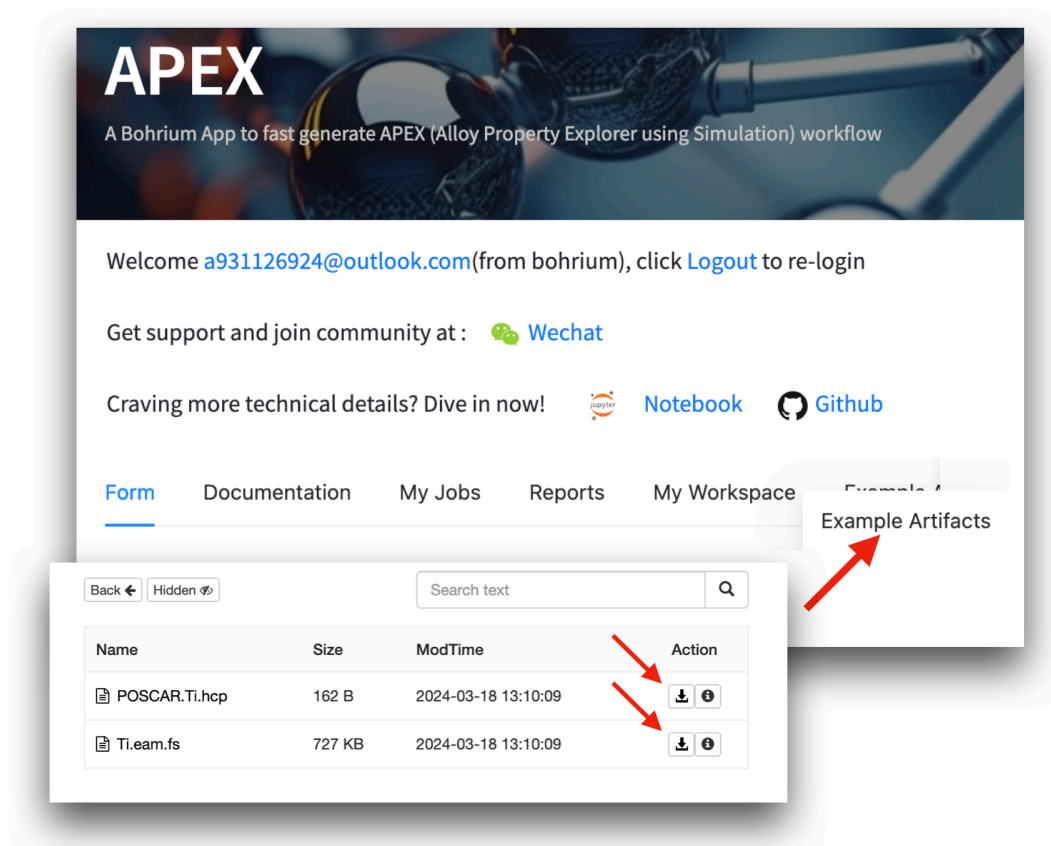 APEX
A Bohrium App to fast generate APEX (Alloy Property Explorer using Simulation) workflow
Welcome a931126924@outlook.com(from bohrium), click Logout to re-login
Get support and join community at : Wechat
Craving more technical details? Dive in now! jupyter Notebook Github
Form Documentation My Jobs Reports My Workspace Example A
Example Artifacts
Back Hidden Search text
Name Size ModTime Action
POSCAR.Ti.hcp 162 B 2024-03-18 13:10:09
Ti.eam.fs 727 KB 2024-03-18 13:10:09